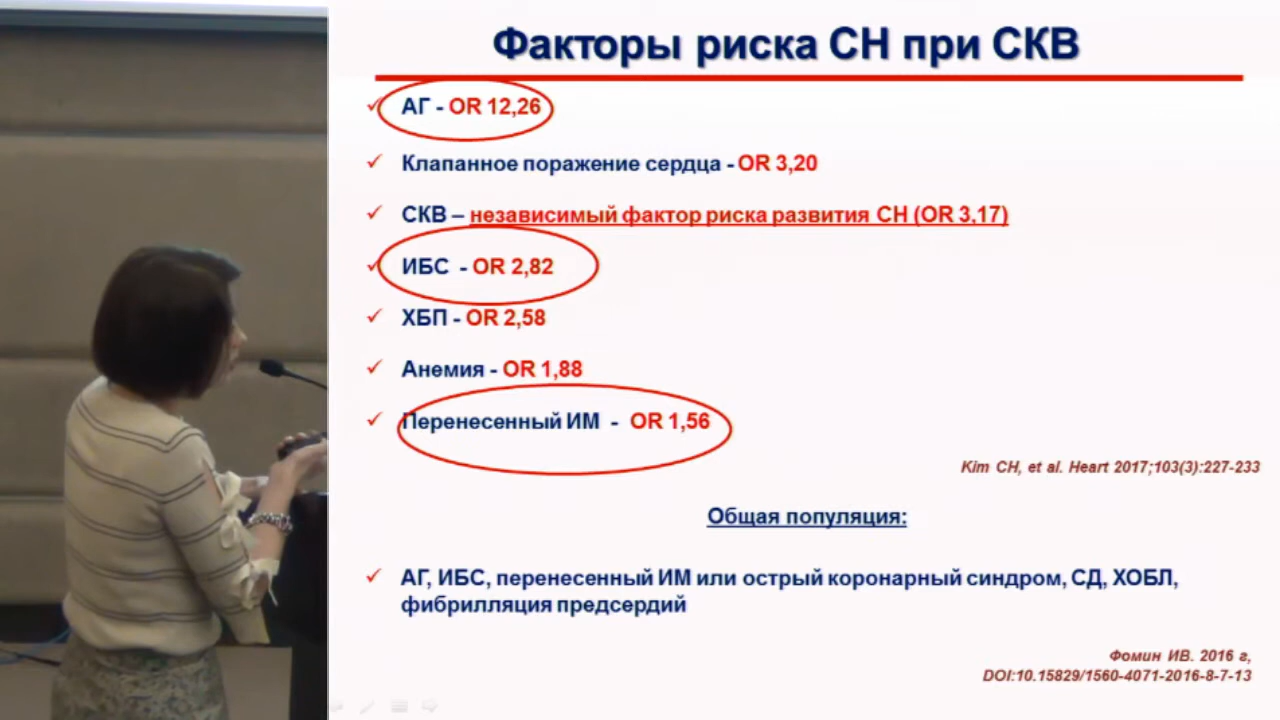 Факторы риска СН при СКВ
АГ - OR 12,26
Клапанное поражение сердца - OR 3,20
СКВ – независимый фактор риска развития СН (OR 3,17)
ИБС - OR 2,82
ХБП - OR 2,58
Анемия - OR 1,88
Перенесенный ИМ - OR 1,56
Kim CH, et al. Heart 2017;103(3):227-233
Общая популяция:
АГ, ИБС, перенесенный ИМ или острый коронарный синдром, СД, ХОБЛ,
фибрилляция предсердий
Фомин ИВ. 2016 г,
DOI:10.15829/1560-4071-2016-8-7-13